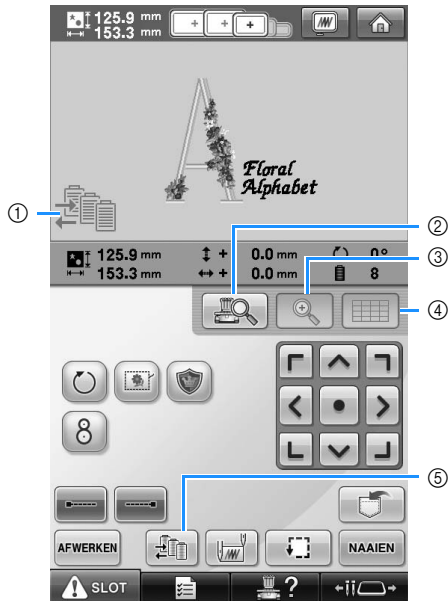 125.9 mm
153.3 mm
Floral
Alphabet
①
②
125.9 mm + 0.0 mm 0°
③
153.3 mm + 0.0 mm 8
④
8
⑤
AFWERKEN
NAAIEN
SLOT
?